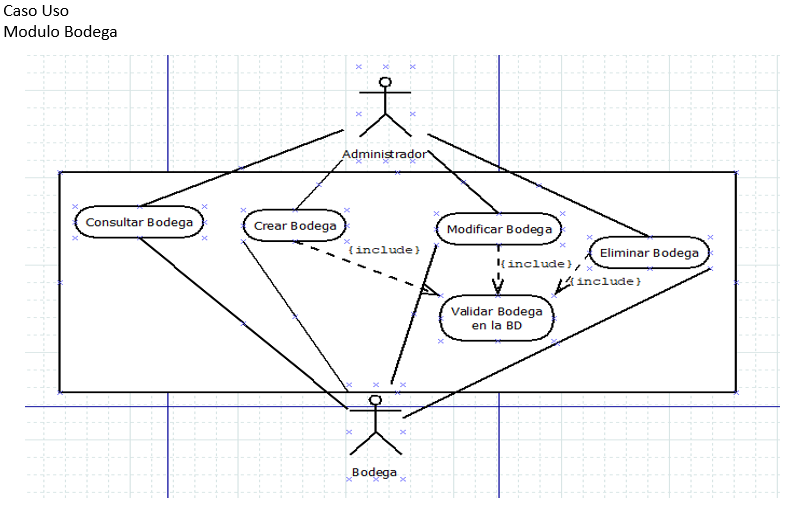 Caso Uso
Modulo Bodega
Administrador
Consultar Bodega
Crear Bodega
Modificar Bodega
Eliminar Bodega
{include}
{include}
{include}
Validar Bodega
en la BD
Bodega